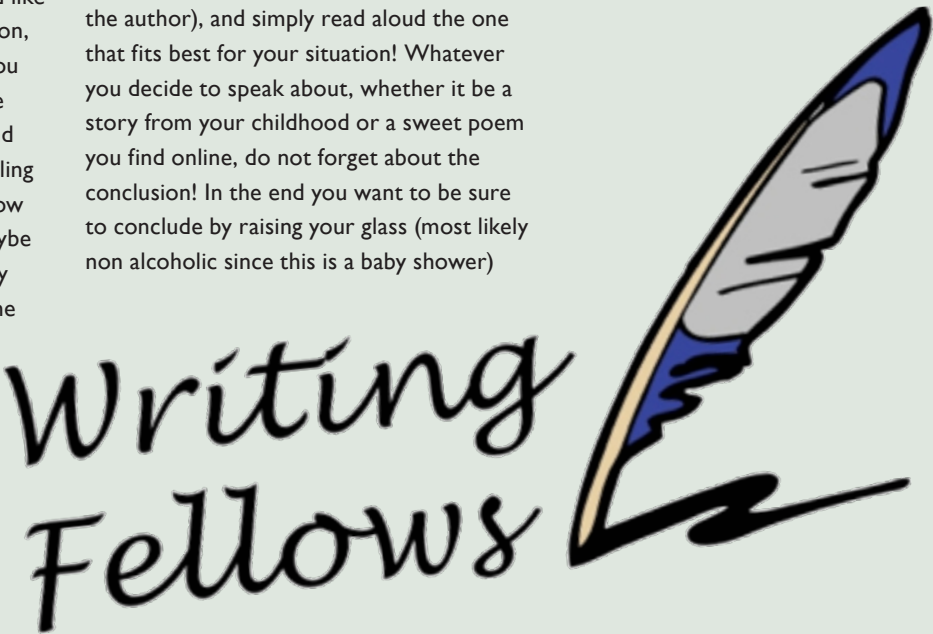 on,
the author), and simply read aloud the one
that fits best for your situation! Whatever
you decide to speak about, whether it be a
story from your childhood or a sweet poem
you find online, do not forget about the
conclusion! In the end you want to be sure
to conclude by raising your glass (most likely
non alcoholic since this is a baby shower)
Writing
Fellows